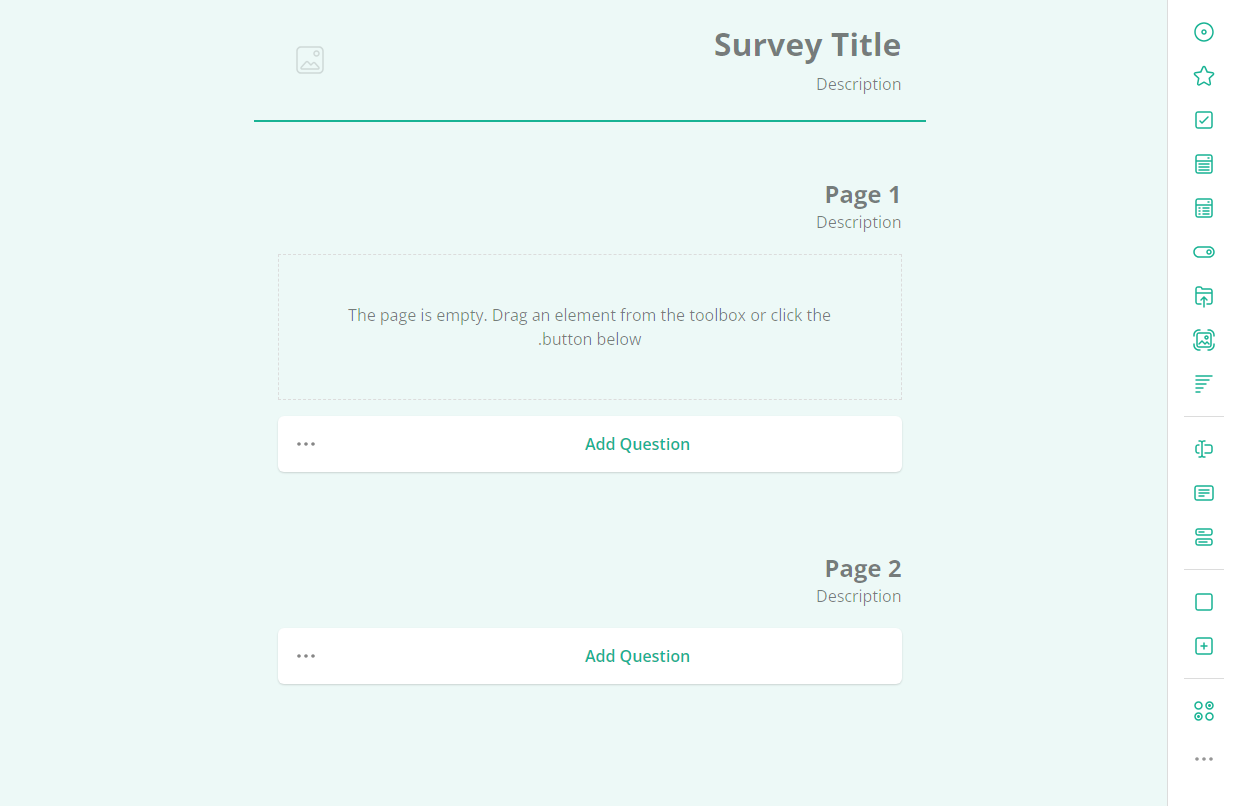 Survey Title
Description
Page 1
Description
The page is empty. Drag an element from the toolbox or click the
.button below
Add Question
Page 2
Description
Add Question